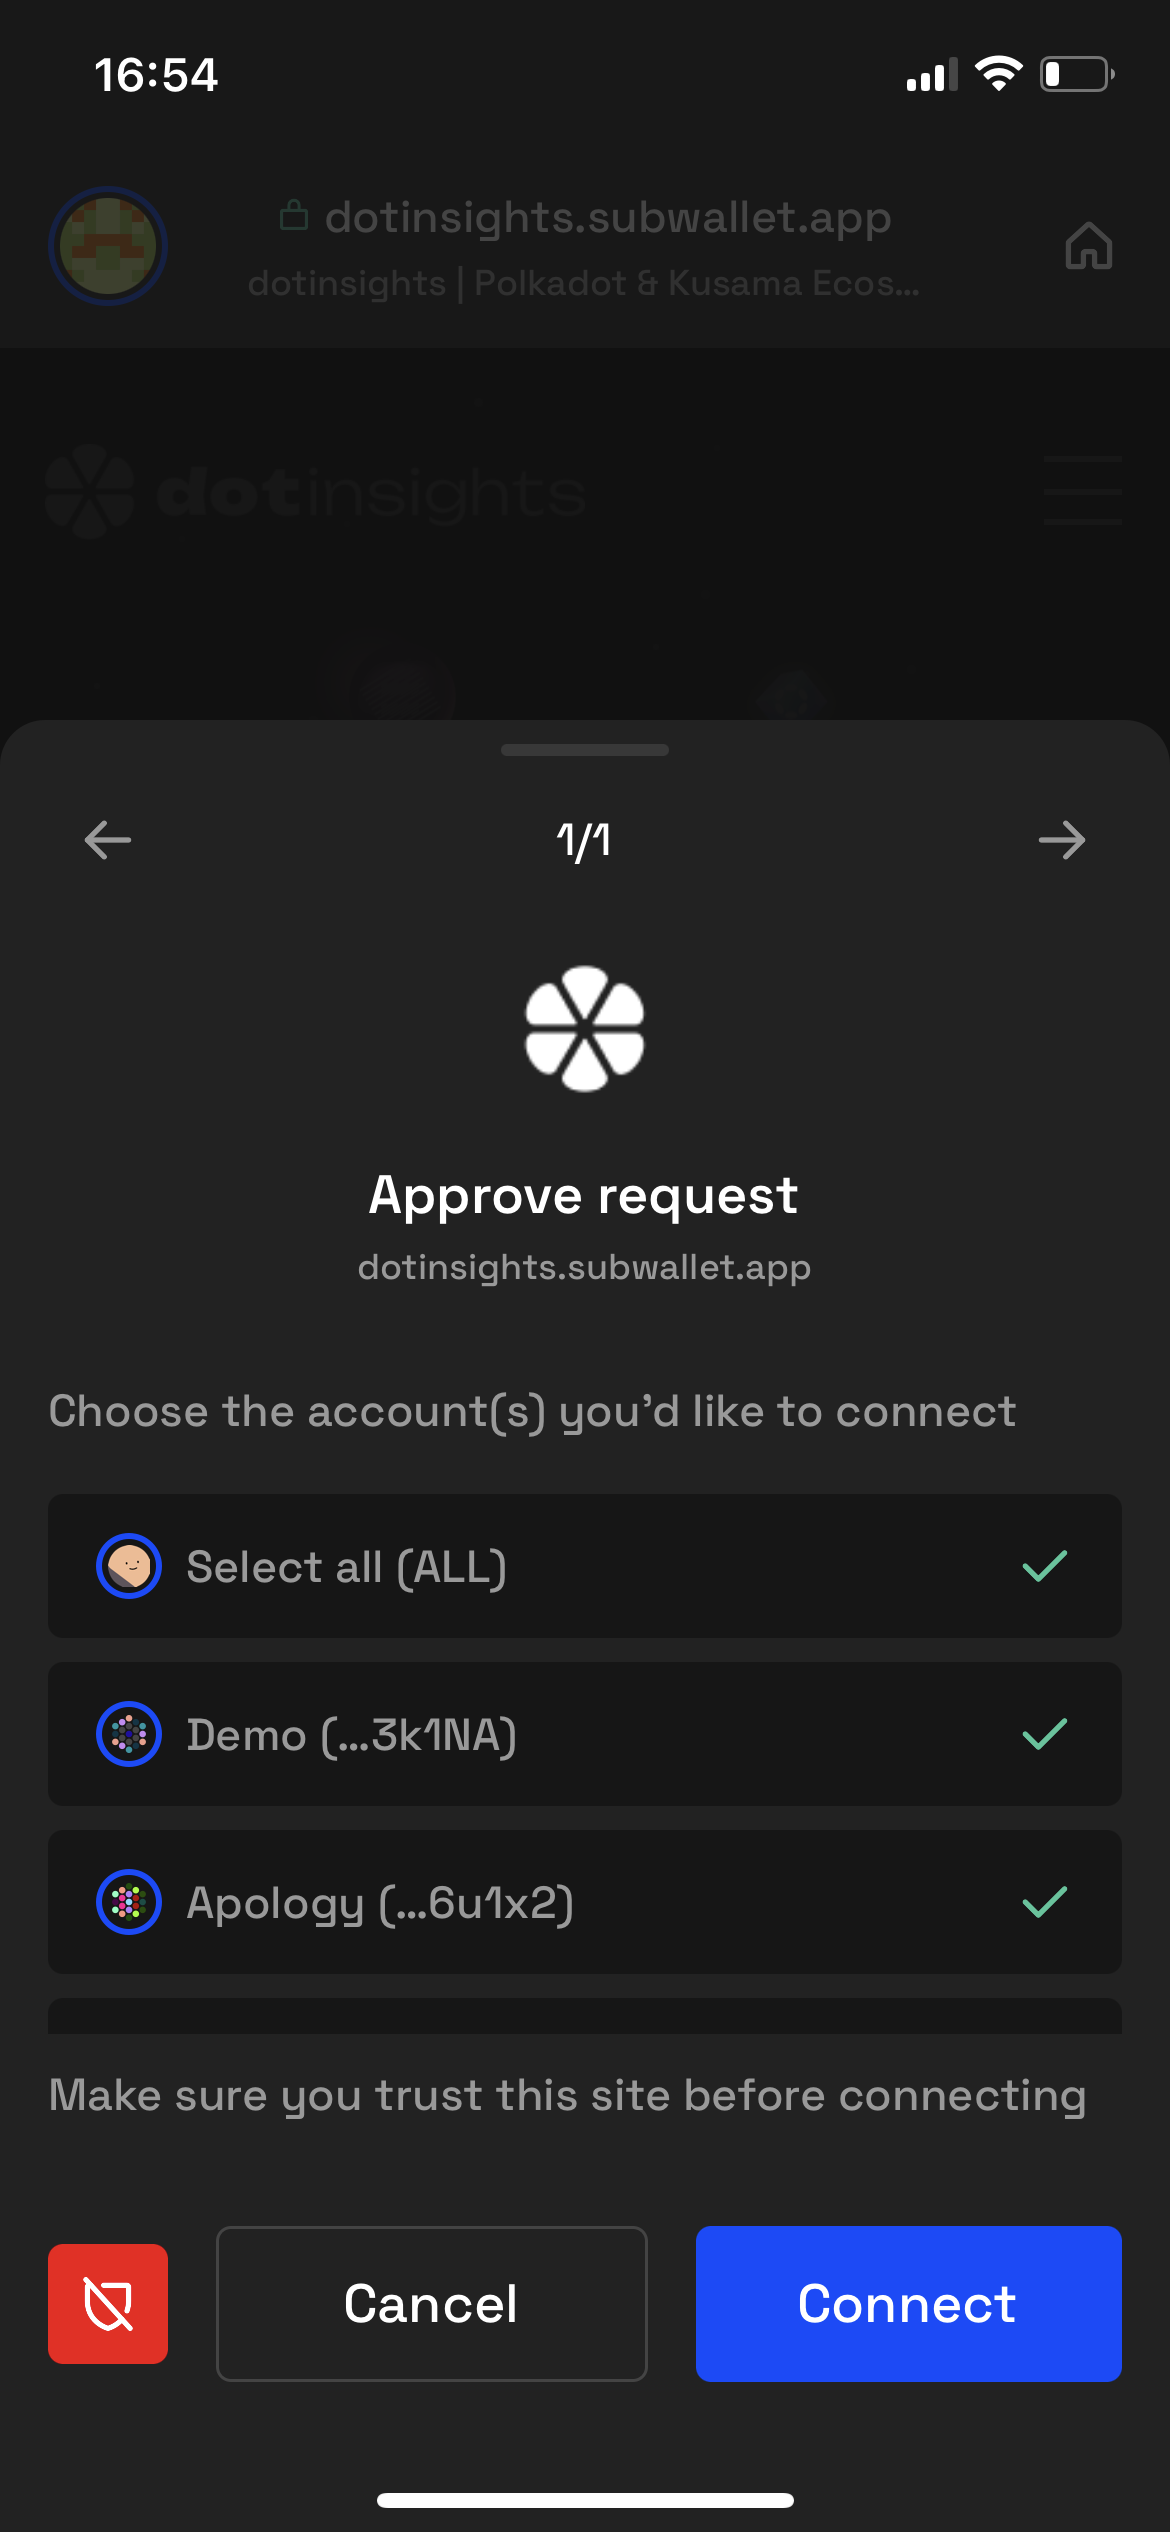 16:54
dotinsights.subwallet.app
dotinsights | Polkadot & Kusama Ecos...
dotinsights
1/1
Approve request
dotinsights.subwallet.app
Choose the account(s) you’d like to connect
Select all (ALL)
Demo (...3k1NA)
Apology (...6u1x2)
Make sure you trust this site before connecting
Cancel
Connect